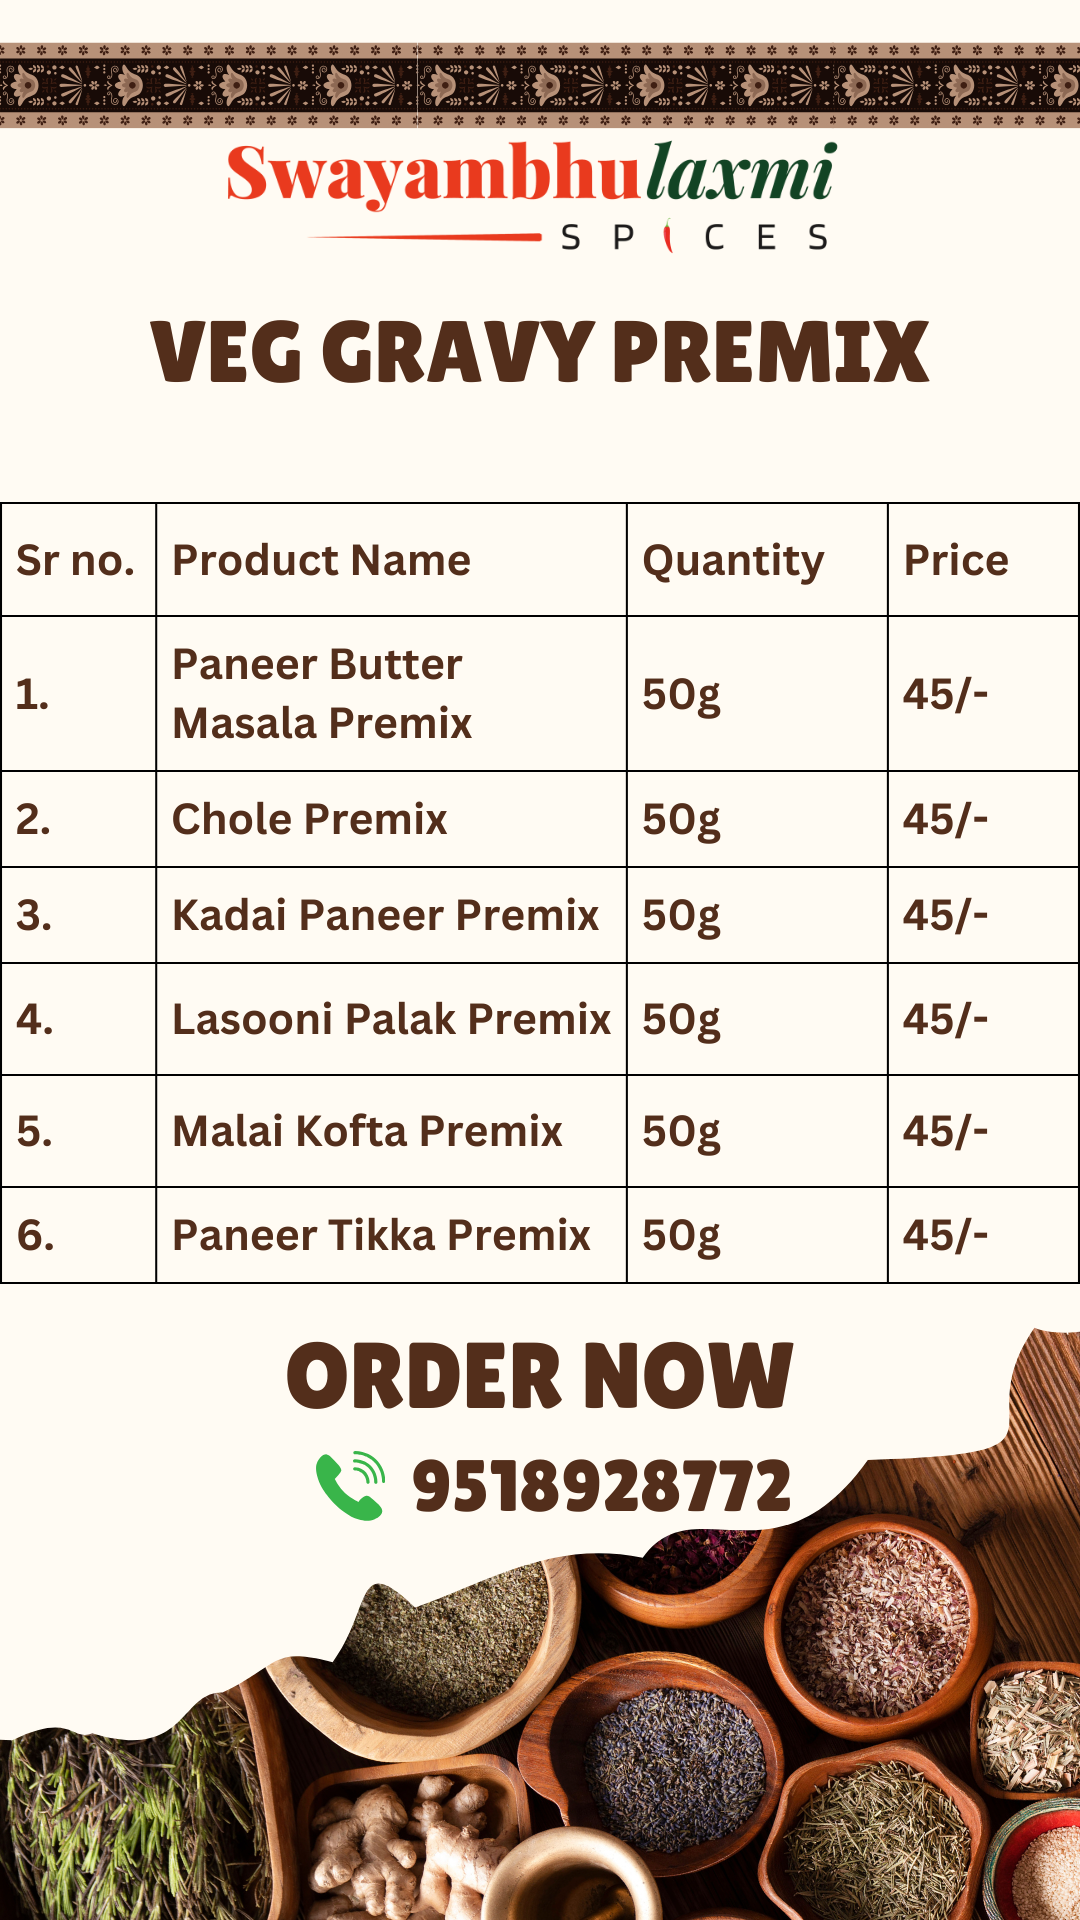 Swayambhulaxmi
SPICES
VEG GRAVY PREMIX
Sr no. Product Name Quantity Price
1. Paneer Butter Masala Premix 50g 45/-
2. Chole Premix 50g 45/-
3. Kadai Paneer Premix 50g 45/-
4. Lasooni Palak Premix 50g 45/-
5. Malai Kofta Premix 50g 45/-
6. Paneer Tikka Premix 50g 45/-
ORDER NOW
9518928772